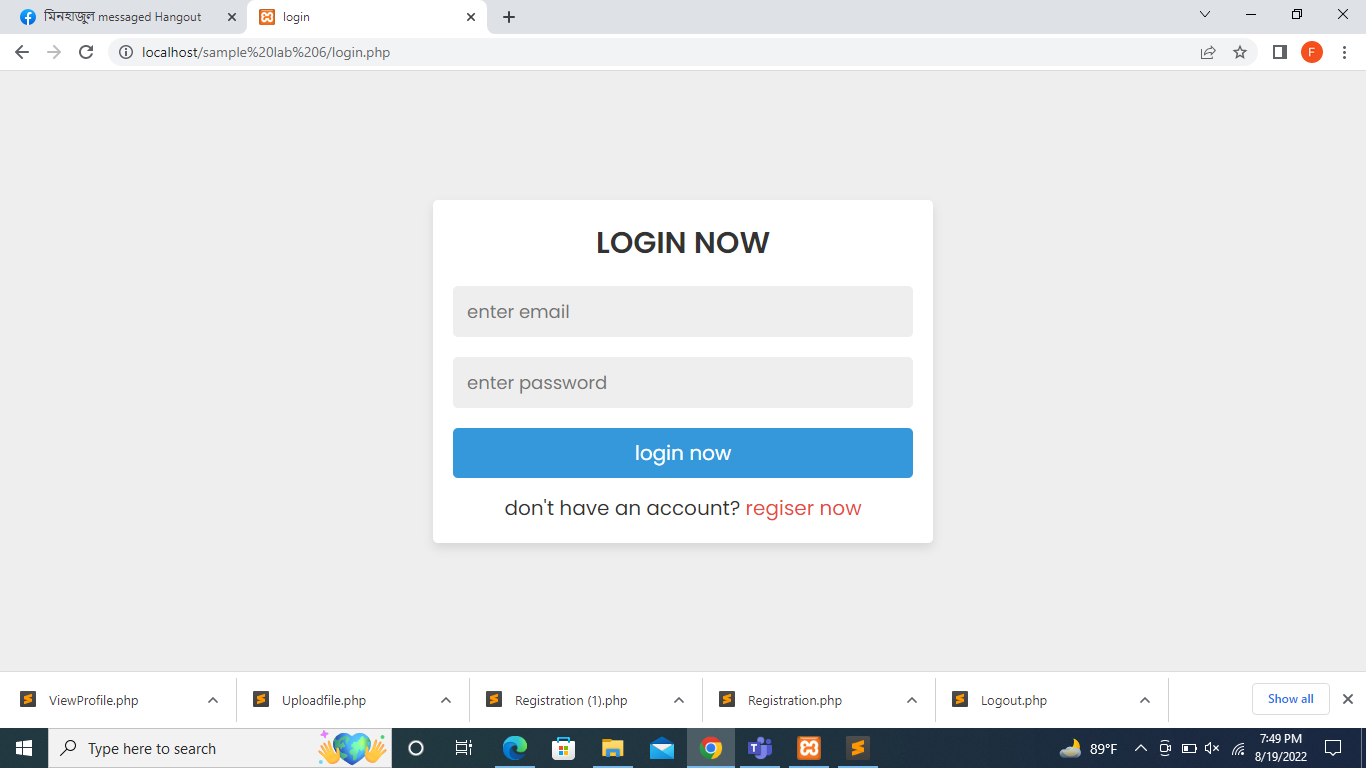 মিনহাজুল messaged Hangout
login
localhost/sample%20lab%206/login.php
F
LOGIN NOW
enter email
enter password
login now
don't have an account? regiser now
ViewProfile.php
Uploadfile.php
Registration (1).php
Registration.php
Logout.php
Show all
Type here to search
89°F
7:49 PM
8/19/2022